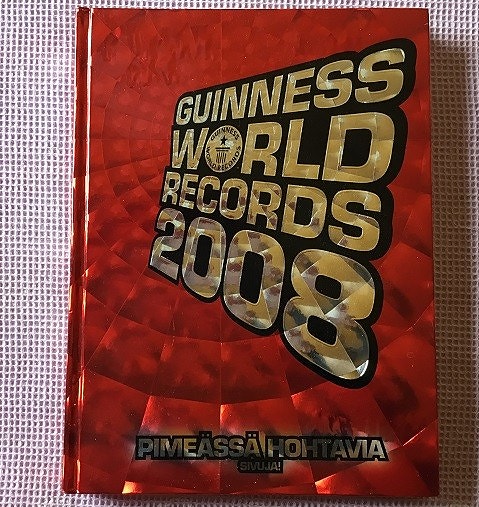 GUINNESS
WORLD
RECORDS
2008
PIMEÄSSÄ HOHTAVIA
SIVUJA!